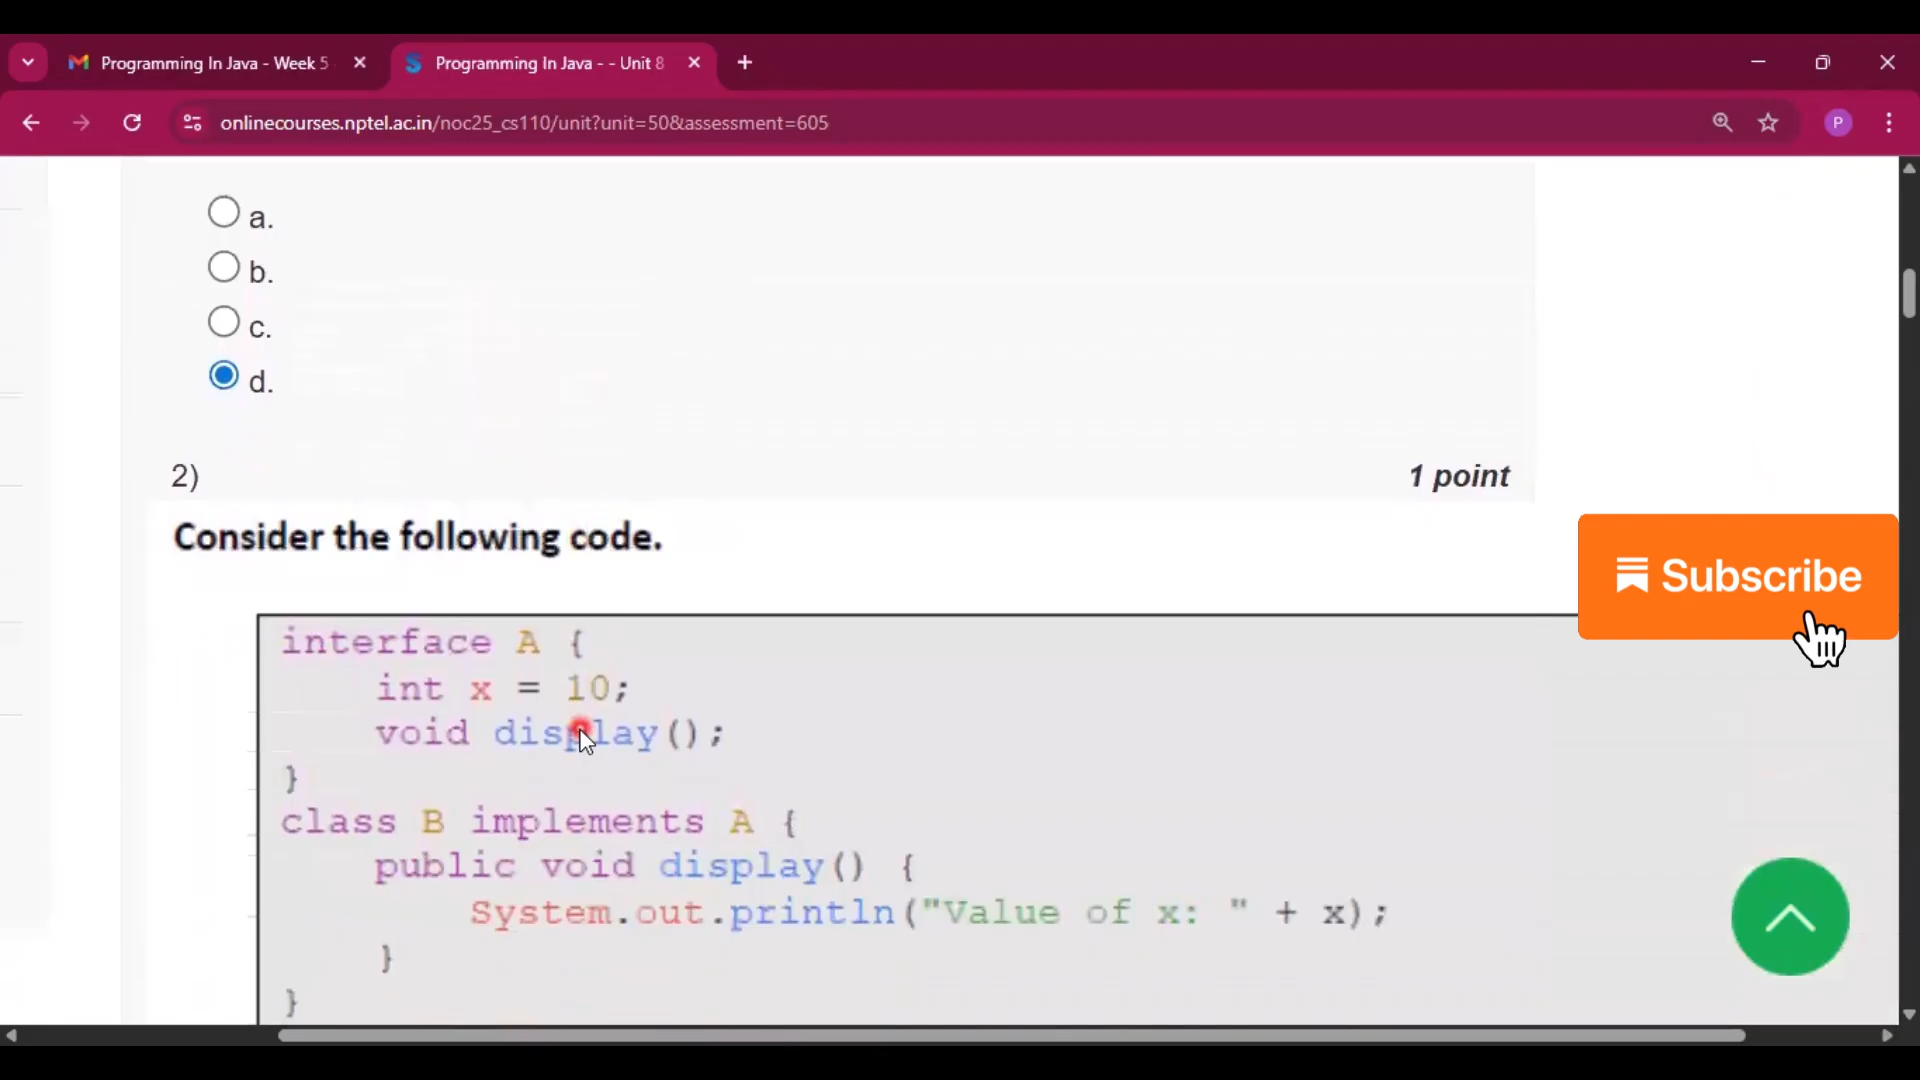 Programming In Java - Week 5
Programming In Java - - Unit 8
onlinecourses.nptel.ac.in/noc25_cs110/unit?unit=50&assessment=605
P
a.
b.
c.
d.
2)
1 point
Consider the following code.
Subscribe
interface A {
int x = 10;
void display();
}
class B implements A {
public void display() {
System.out.println("Value of x: " + x);
}
}